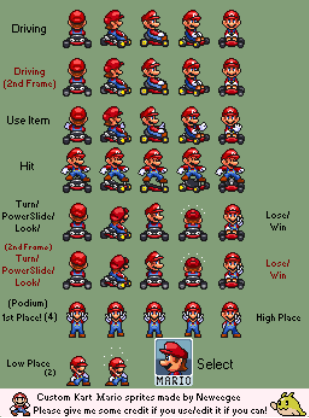 Driving
Driving
(2nd Frame)
Use Item
Hit
Turn/
PowerSlide/
Look/
Lose/
Win
(2nd Frame)
Turn/
PowerSlide/
Look/
Lose/
Win
(Podium)
1st Place! (4)
High Place
Low Place
(2)
MARIO
Select
Custom Kart Mario sprites made by Neweegee
Please give me some credit if you use/edit it if you can!